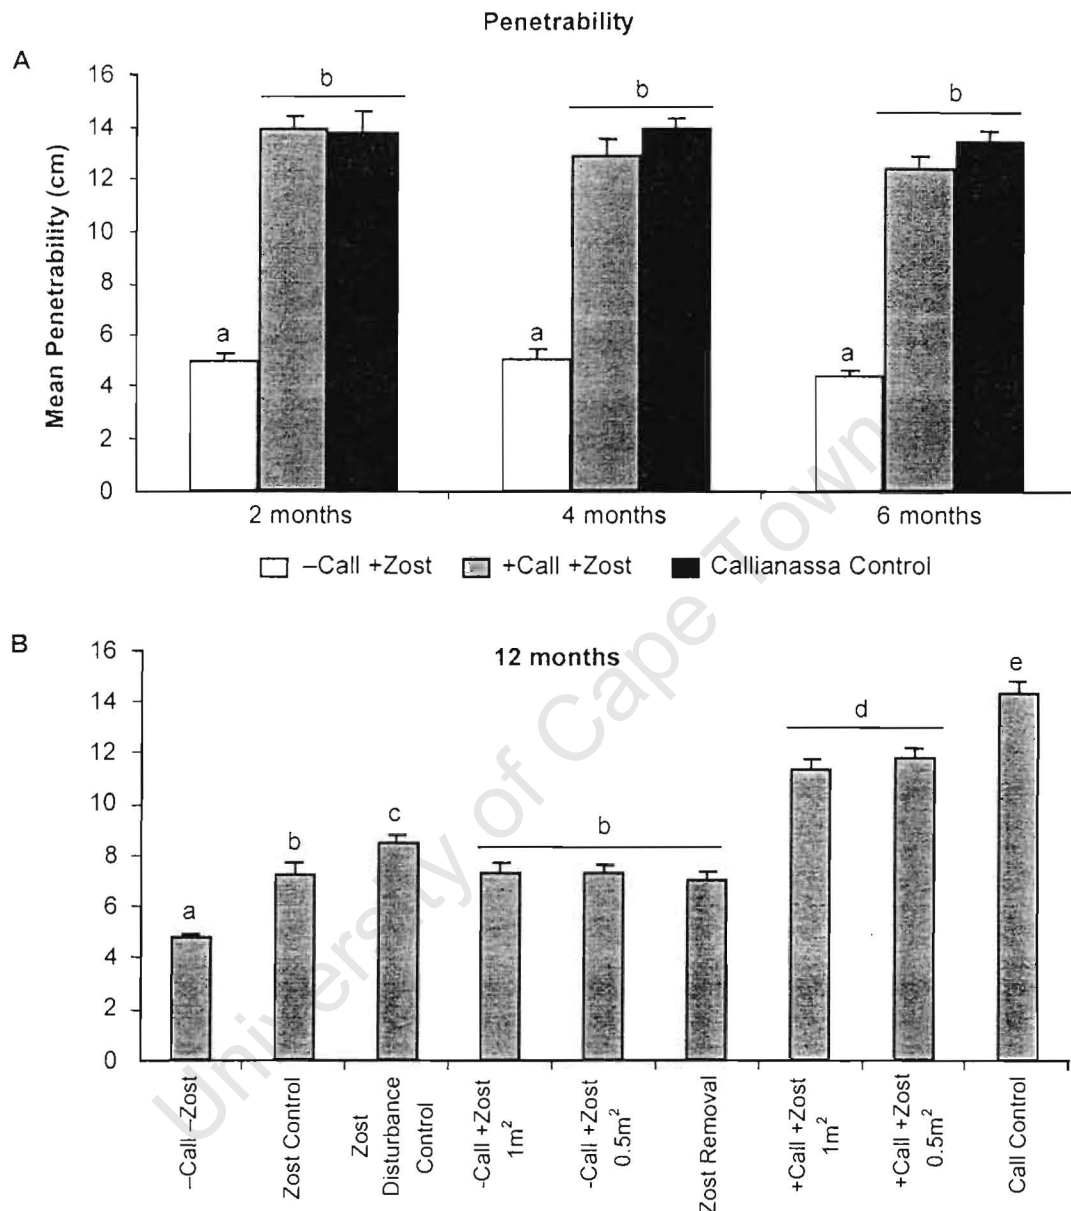 Penetrability
A
16
14
12
10
8
6
4
2
0
Mean Penetrability (cm)
a
b
a
b
a
b
2 months
4 months
6 months
–Call +Zost
+Call +Zost
Callianassa Control
B
12 months
16
14
12
10
8
6
4
2
0
a
b
c
b
d
e
–Call –Zost
Zost Control
Zost
Disturbance
Control
-Call +Zost
1m²
-Call +Zost
0.5m²
Zost Removal
+Call +Zost
1m²
+Call +Zost
0.5m²
Call Control
University of Cape Town